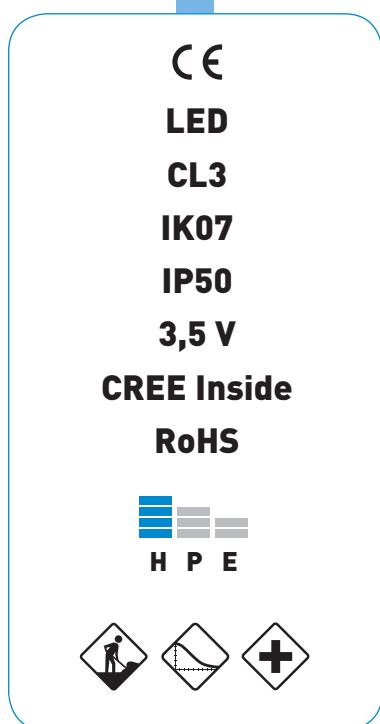 CE
LED
CL3
IK07
IP50
3,5 V
CREE Inside
RoHS
H P E